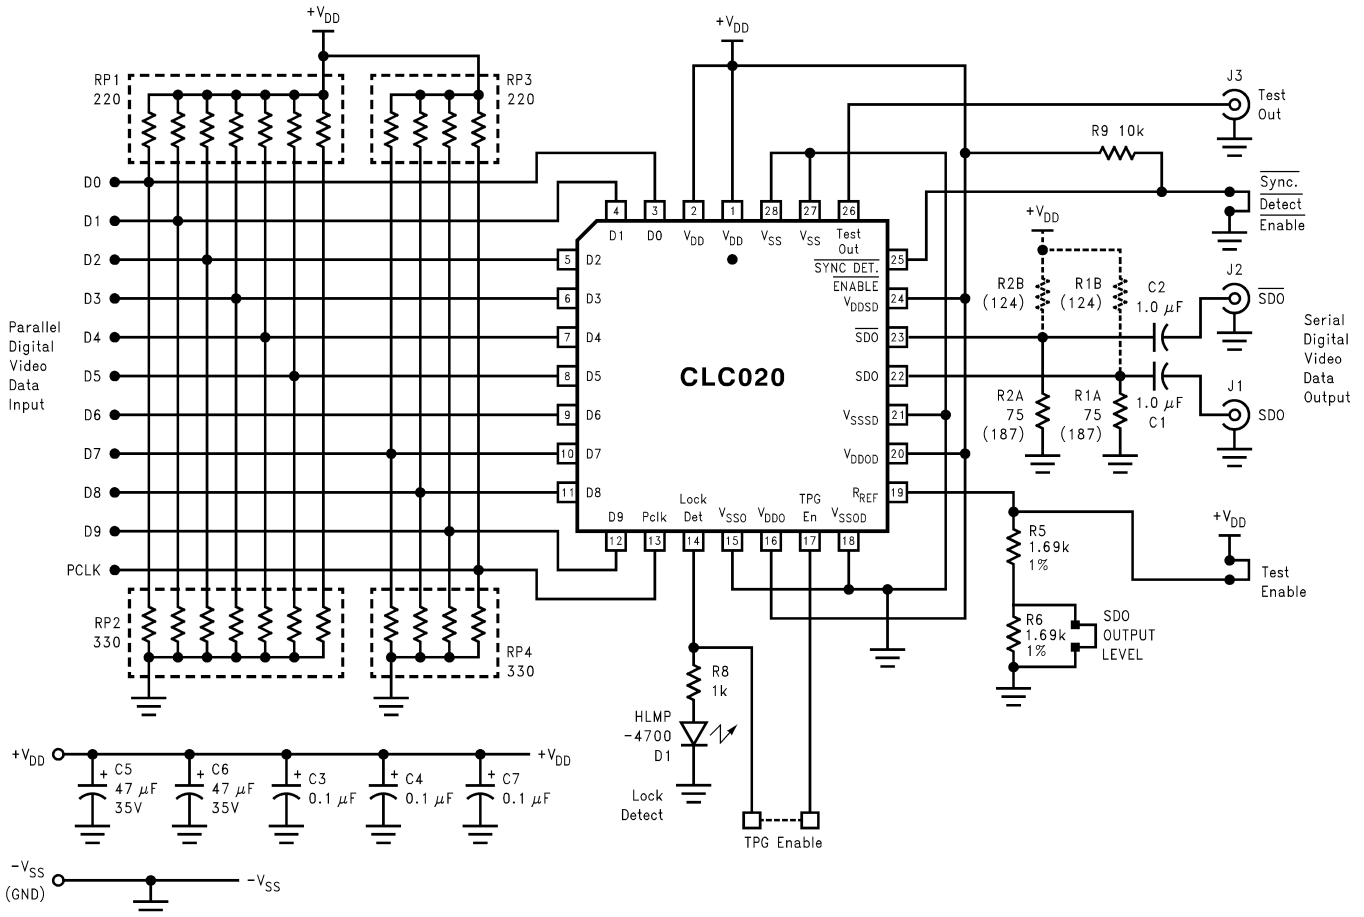 +VDD
RP1
220
RP3
220
D0
D1
D2
D3
D4
D5
D6
D7
D8
D9
PCLK
Parallel
Digital
Video
Data
Input
RP2
330
RP4
330
+VDD
4
3
2
1
28
27
26
D1
D0
VDD
VDD
VSS
VSS
Test
Out
5
D2
6
D3
7
D4
8
D5
9
D6
10
D7
11
D8
CLC020
SYNC DET.
ENABLE
25
VDDSD
24
SDO
23
SDO
22
VSSSD
21
VDDOD
20
RREF
19
D9
Pclk
Lock
Det
VSSO
VDDO
TPG
En
VSSOD
12
13
14
15
16
17
18
J3
Test
Out
R9 10k
Sync.
Detect
Enable
+VDD
R2B
(124)
R1B
(124)
C2
1.0 μF
J2
SDO
R2A
75
(187)
R1A
75
(187)
1.0 μF
C1
J1
SDO
Serial
Digital
Video
Data
Output
R5
1.69k
1%
R6
1.69k
1%
SDO
OUTPUT
LEVEL
+VDD
Test
Enable
R8
1k
HLMP
-4700
D1
Lock
Detect
TPG Enable
+VDD
+
C5
47 μF
35V
+
C6
47 μF
35V
+
C3
0.1 μF
+
C4
0.1 μF
+
C7
0.1 μF
+VDD
-VSS
(GND)
-VSS